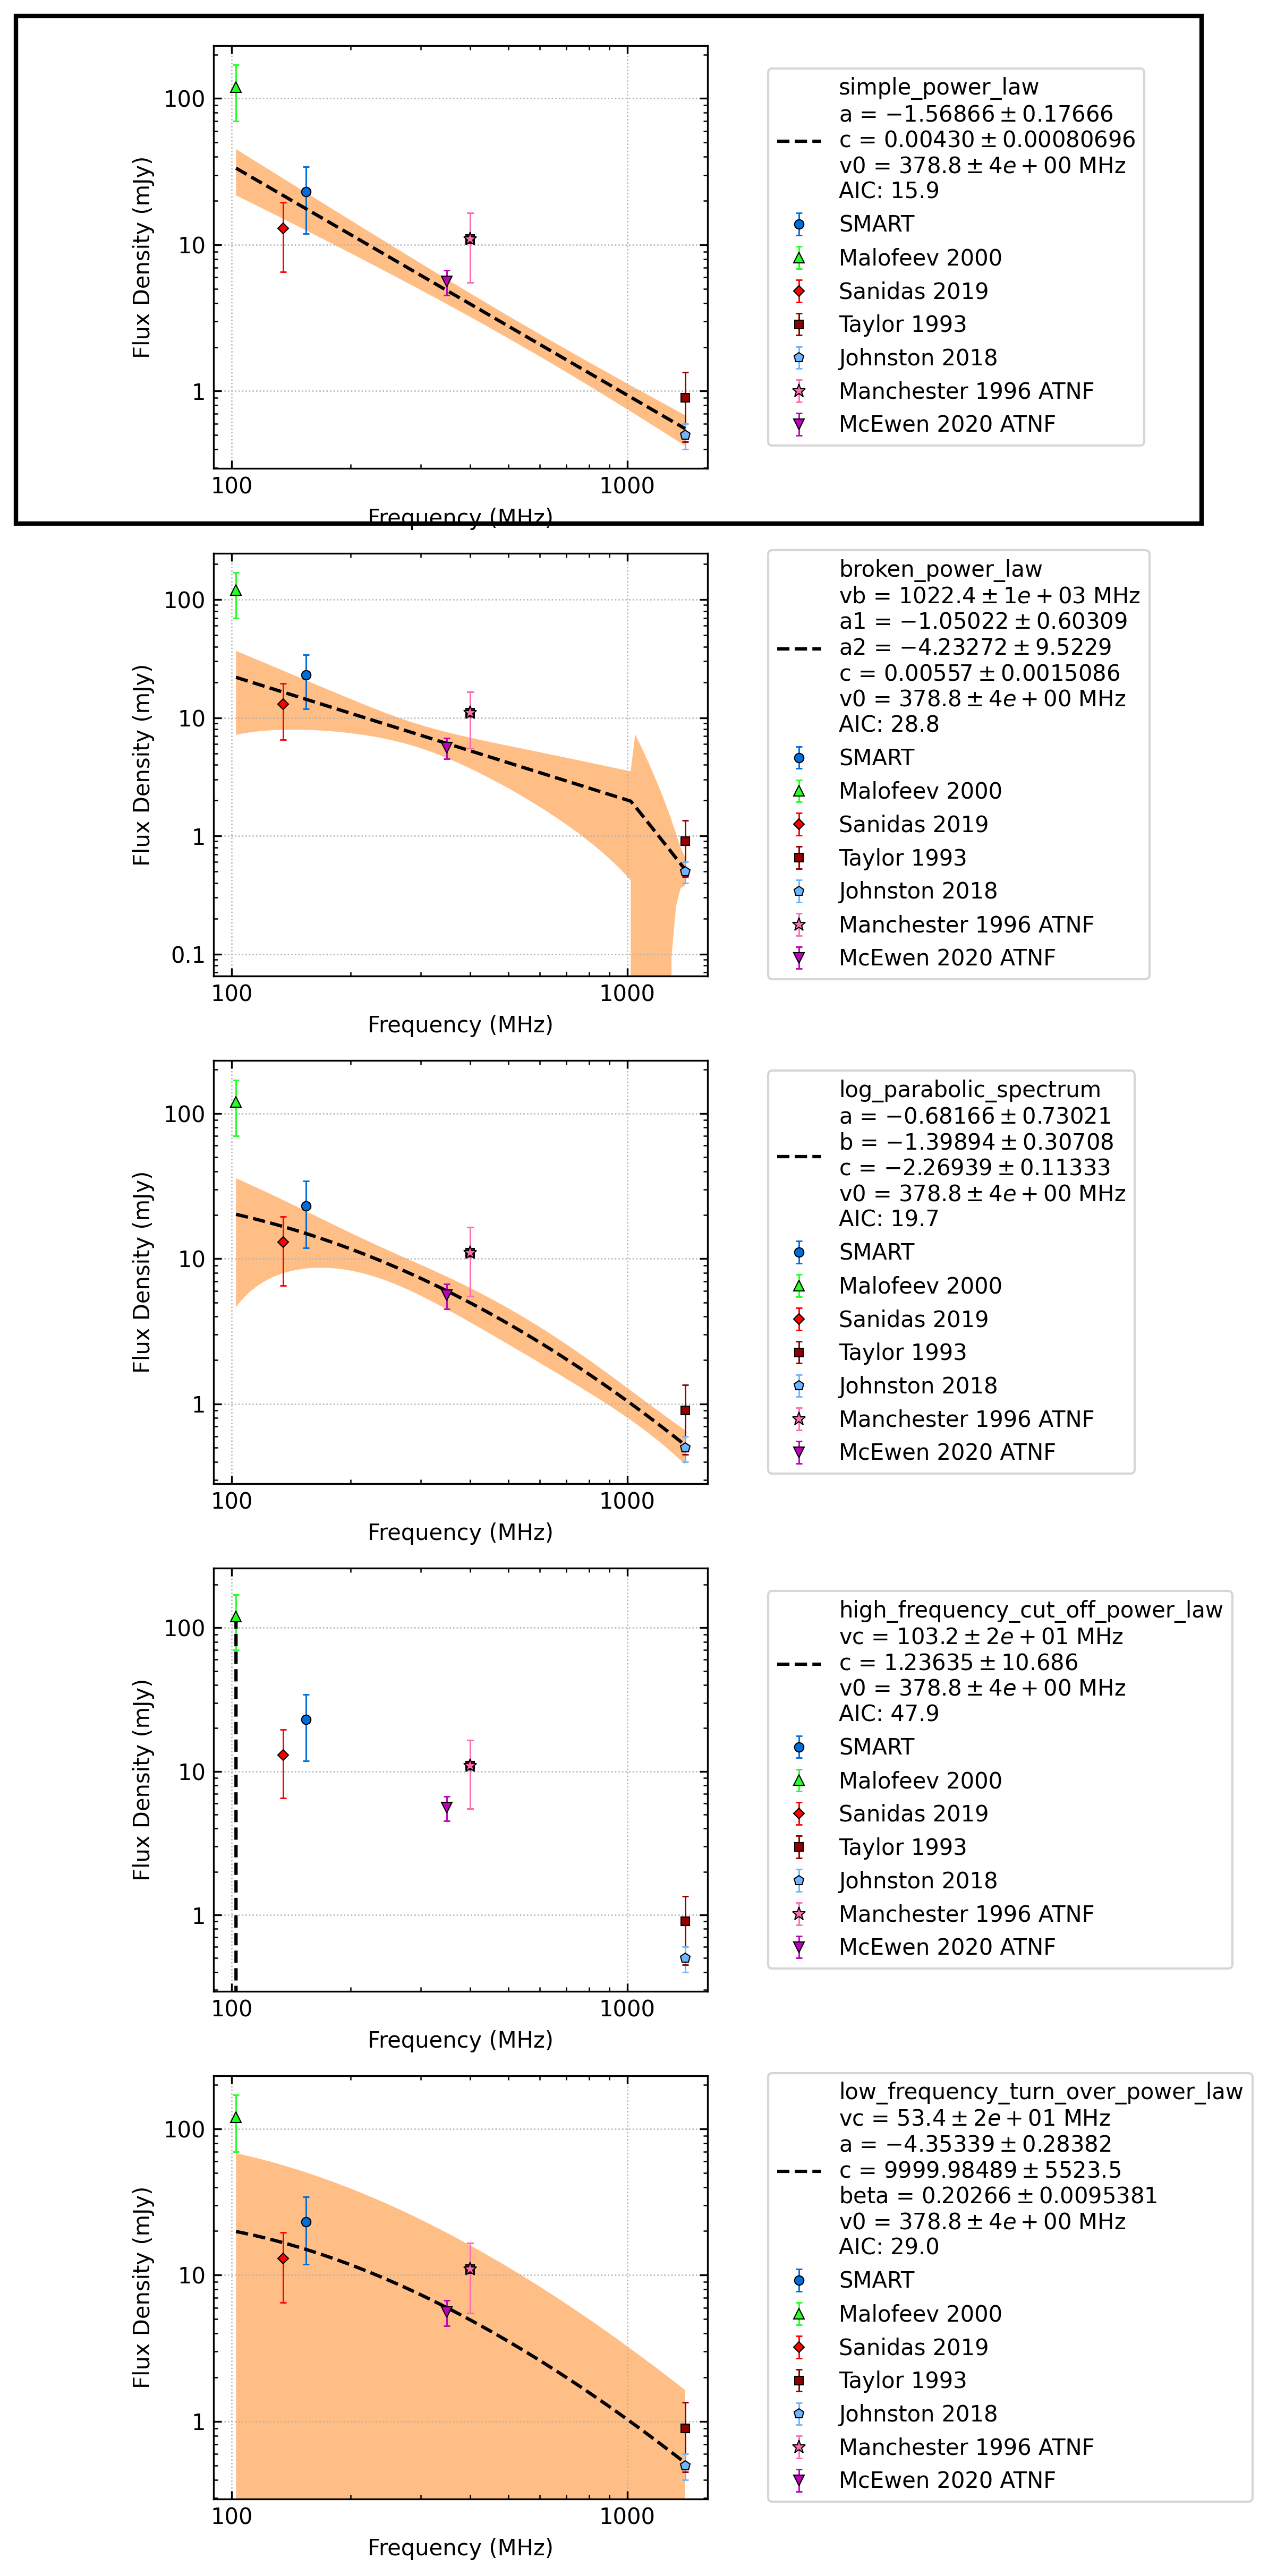 100
10
1
Flux Density (mJy)
100
1000
Frequency (MHz)
simple_power_law
a = −1.56866 ± 0.17666
c = 0.00430 ± 0.00080696
v0 = 378.8 ± 4e + 00 MHz
AIC: 15.9
SMART
Malofeev 2000
Sanidas 2019
Taylor 1993
Johnston 2018
Manchester 1996 ATNF
McEwen 2020 ATNF
100
10
1
0.1
Flux Density (mJy)
100
1000
Frequency (MHz)
broken_power_law
vb = 1022.4 ± 1e + 03 MHz
a1 = −1.05022 ± 0.60309
a2 = −4.23272 ± 9.5229
c = 0.00557 ± 0.0015086
v0 = 378.8 ± 4e + 00 MHz
AIC: 28.8
SMART
Malofeev 2000
Sanidas 2019
Taylor 1993
Johnston 2018
Manchester 1996 ATNF
McEwen 2020 ATNF
100
10
1
Flux Density (mJy)
100
1000
Frequency (MHz)
log_parabolic_spectrum
a = −0.68166 ± 0.73021
b = −1.39894 ± 0.30708
c = −2.26939 ± 0.11333
v0 = 378.8 ± 4e + 00 MHz
AIC: 19.7
SMART
Malofeev 2000
Sanidas 2019
Taylor 1993
Johnston 2018
Manchester 1996 ATNF
McEwen 2020 ATNF
100
10
1
Flux Density (mJy)
100
1000
Frequency (MHz)
high_frequency_cut_off_power_law
vc = 103.2 ± 2e + 01 MHz
c = 1.23635 ± 10.686
v0 = 378.8 ± 4e + 00 MHz
AIC: 47.9
SMART
Malofeev 2000
Sanidas 2019
Taylor 1993
Johnston 2018
Manchester 1996 ATNF
McEwen 2020 ATNF
100
10
1
Flux Density (mJy)
100
1000
Frequency (MHz)
low_frequency_turn_over_power_law
vc = 53.4 ± 2e + 01 MHz
a = −4.35339 ± 0.28382
c = 9999.98489 ± 5523.5
beta = 0.20266 ± 0.0095381
v0 = 378.8 ± 4e + 00 MHz
AIC: 29.0
SMART
Malofeev 2000
Sanidas 2019
Taylor 1993
Johnston 2018
Manchester 1996 ATNF
McEwen 2020 ATNF